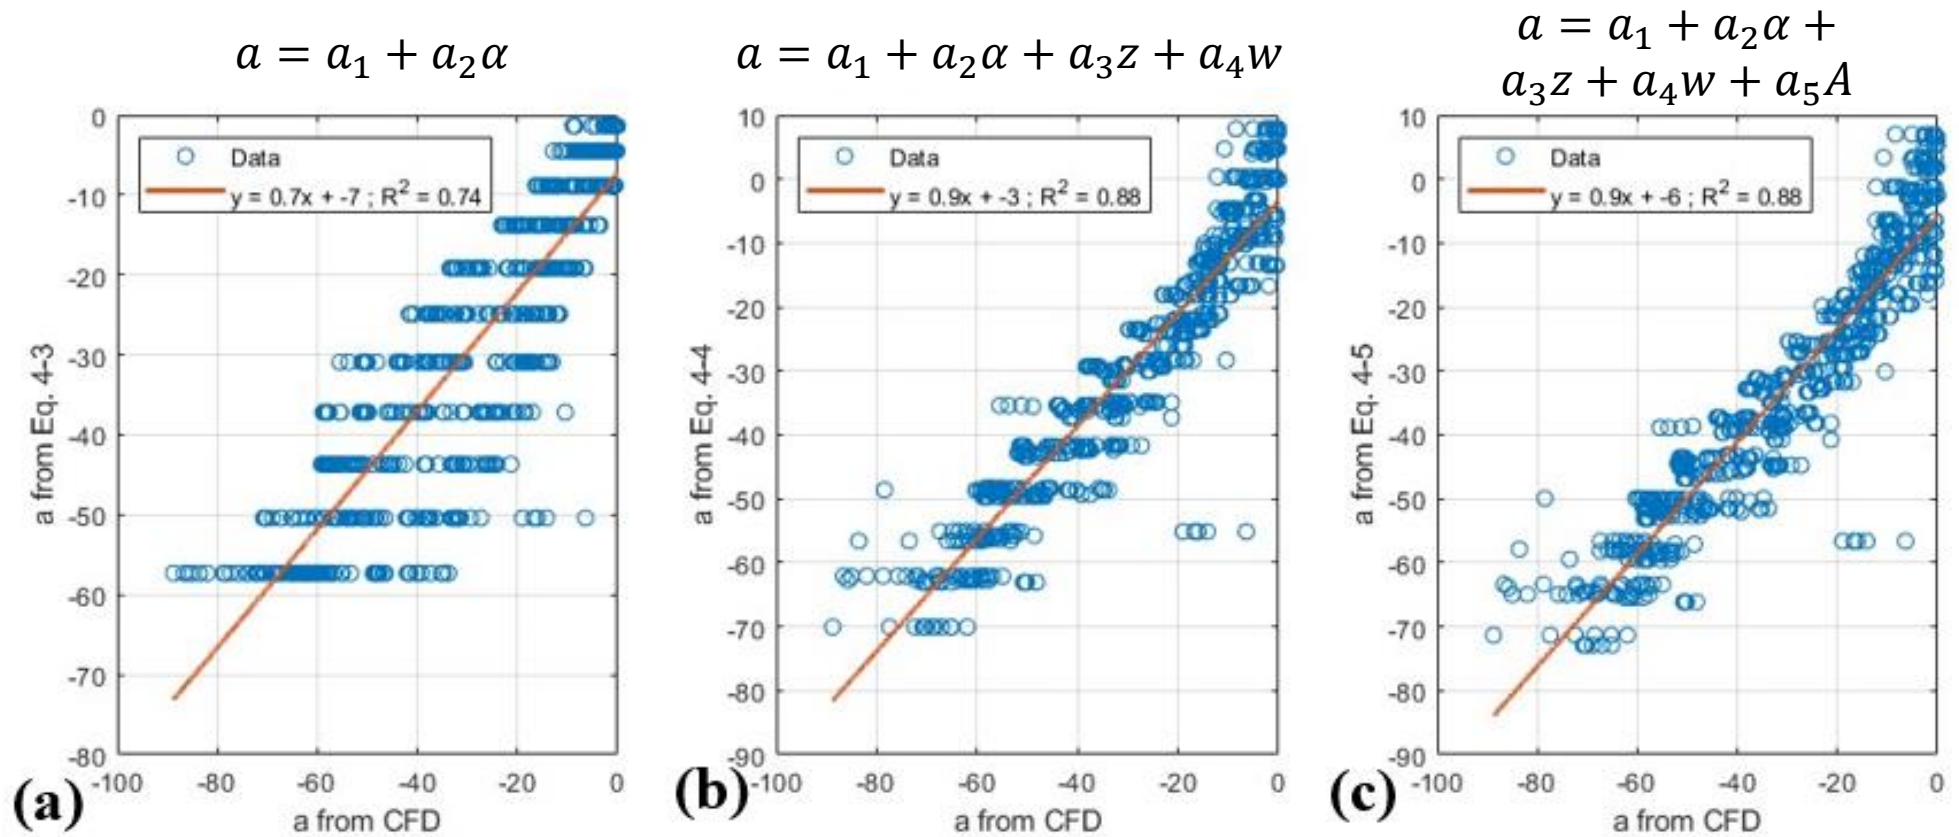 a = a₁ + a₂α
0
-10
-20
-30
-40
-50
-60
-70
-80
-100
-80
-60
-40
-20
0
Data
y = 0.7x + -7 ; R² = 0.74
a from Eq. 4-3
a from CFD
(a)
a = a₁ + a₂α + a₃z + a₄w
10
0
-10
-20
-30
-40
-50
-60
-70
-80
-90
-100
-80
-60
-40
-20
0
Data
y = 0.9x + -3 ; R² = 0.88
a from Eq. 4-4
a from CFD
(b)
a = a₁ + a₂α +
a₃z + a₄w + a₅A
10
0
-10
-20
-30
-40
-50
-60
-70
-80
-90
-100
-80
-60
-40
-20
0
Data
y = 0.9x + -6 ; R² = 0.88
a from Eq. 4-5
a from CFD
(c)